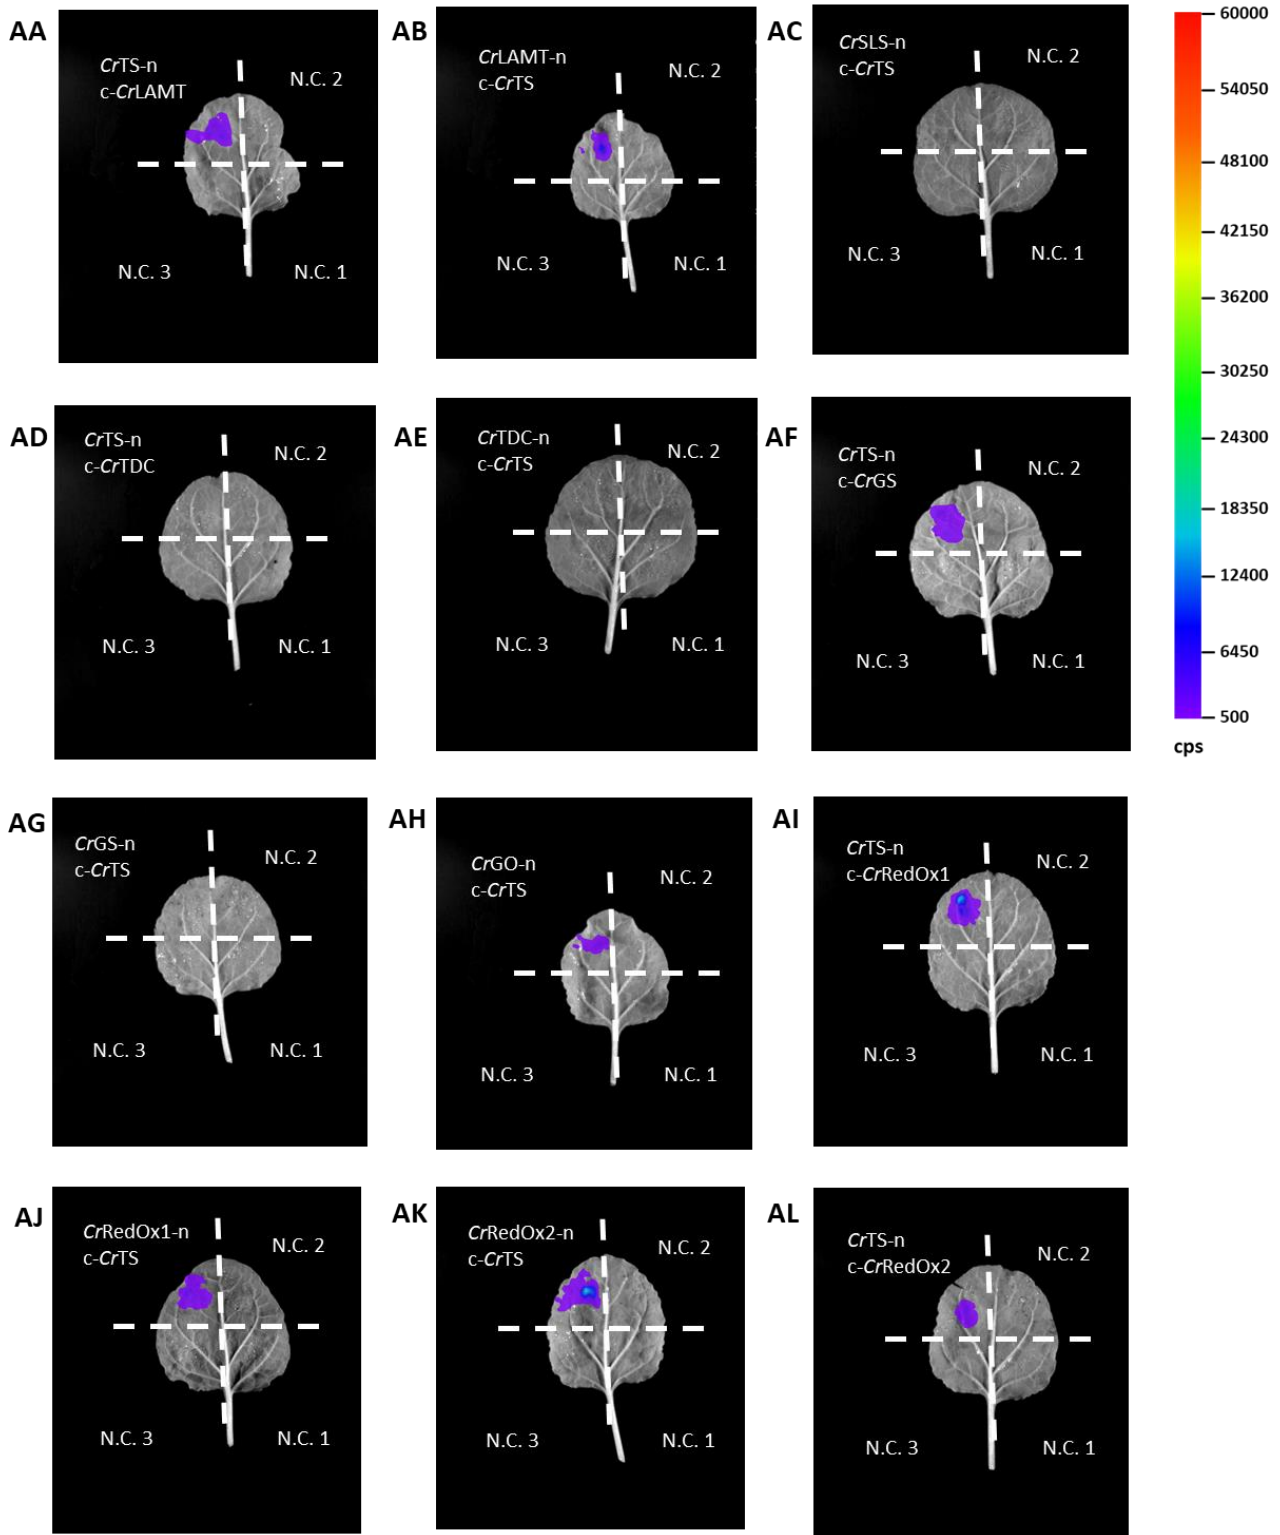 AA
CrTS-n
c-CrLAMT
N.C. 2
N.C. 3
N.C. 1
AB
CrLAMT-n
c-CrTS
N.C. 2
N.C. 3
N.C. 1
AC
CrSLS-n
c-CrTS
N.C. 2
N.C. 3
N.C. 1
60000
54050
48100
42150
36200
30250
24300
18350
12400
6450
500
cps
AD
CrTS-n
c-CrTDC
N.C. 2
N.C. 3
N.C. 1
AE
CrTDC-n
c-CrTS
N.C. 2
N.C. 3
N.C. 1
AF
CrTS-n
c-CrGS
N.C. 2
N.C. 3
N.C. 1
AG
CrGS-n
c-CrTS
N.C. 2
N.C. 3
N.C. 1
AH
CrGO-n
c-CrTS
N.C. 2
N.C. 3
N.C. 1
AI
CrTS-n
c-CrRedOx1
N.C. 2
N.C. 3
N.C. 1
AJ
CrRedOx1-n
c-CrTS
N.C. 2
N.C. 3
N.C. 1
AK
CrRedOx2-n
c-CrTS
N.C. 2
N.C. 3
N.C. 1
AL
CrTS-n
c-CrRedOx2
N.C. 2
N.C. 3
N.C. 1